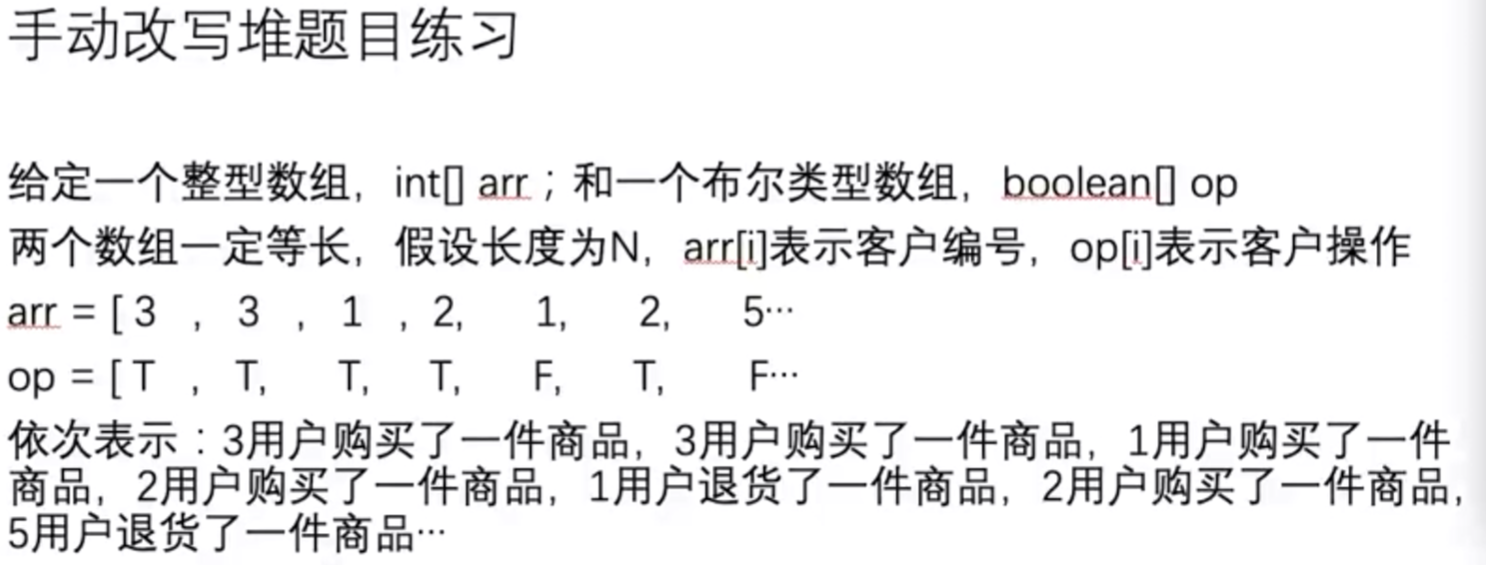 手动改写堆题目练习
给定一个整型数组，int[] arr；和一个布尔类型数组，boolean[] op
两个数组一定等长，假设长度为N，arr[i]表示客户编号，op[i]表示客户操作
arr = [ 3 , 3 , 1 , 2, 1, 2, 5…
op = [ T , T, T, T, F, T, F…
依次表示：3用户购买了一件商品，3用户购买了一件商品，1用户购买了一件
商品，2用户购买了一件商品，1用户退货了一件商品，2用户购买了一件商品，
5用户退货了一件商品…